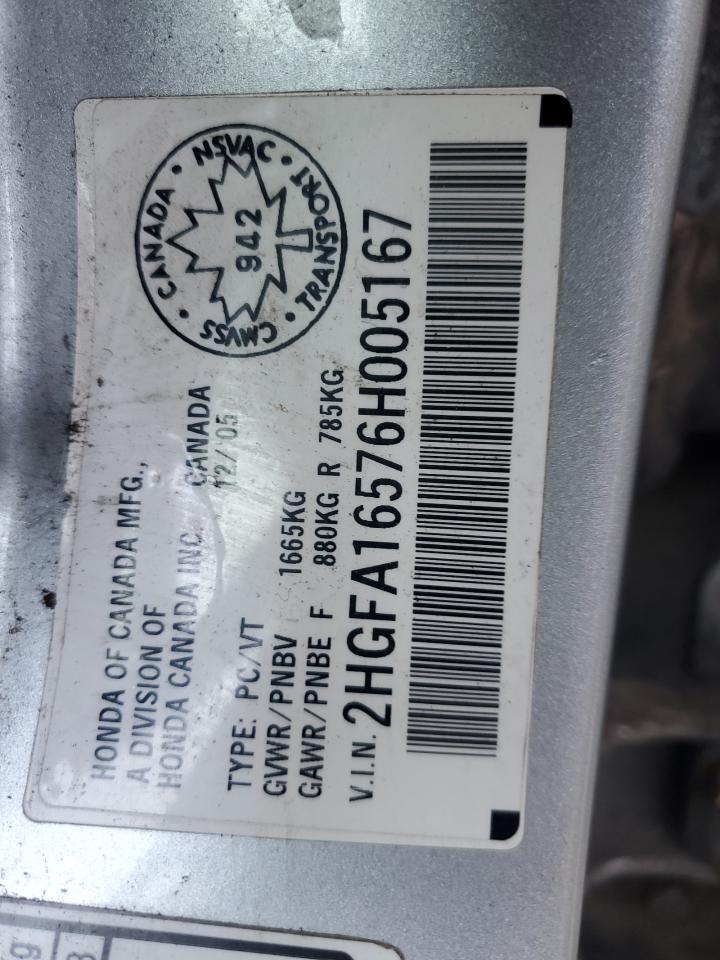 HONDA OF CANADA MFG.,
A DIVISION OF
HONDA CANADA INC. CANADA
12/05
TYPE: PC/VT
GVWR/PNBV 1665KG
GAWR/PNBE F 880KG R 785KG
V.I.N. 2HGFA16576H005167
CANADA • NSVAC • TRANSPORT • CMVSS •
942
g
3